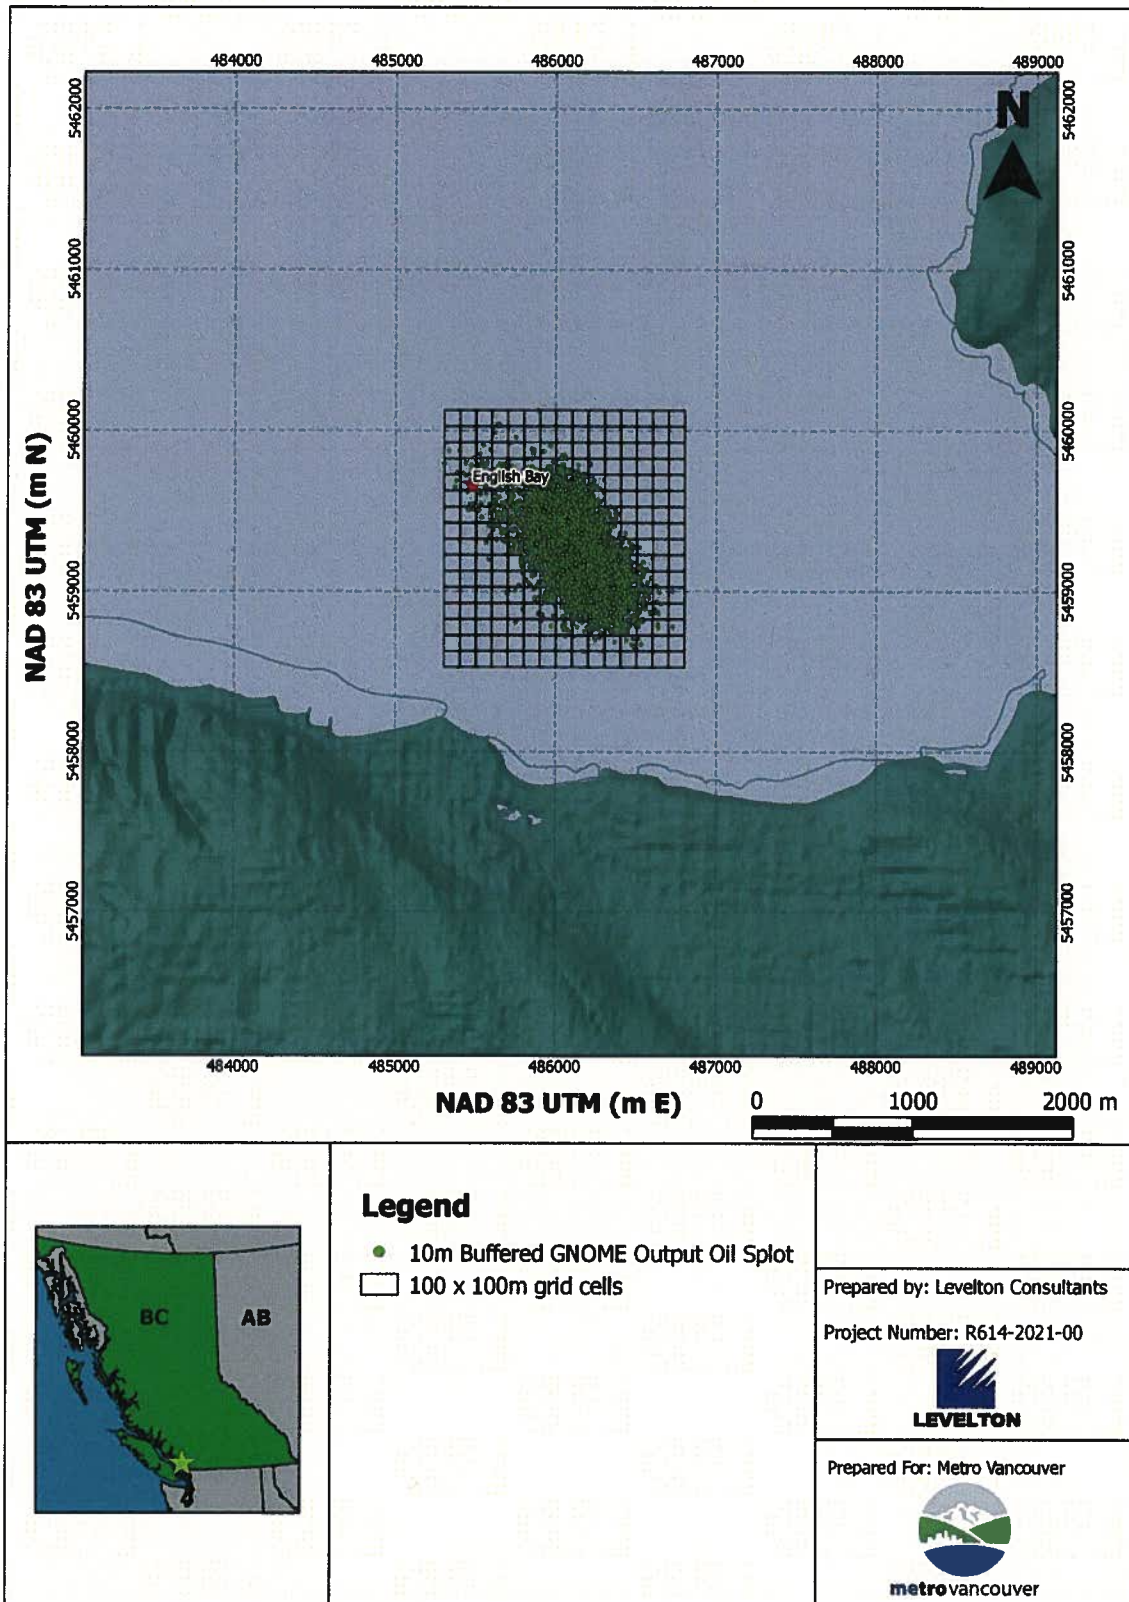 484000 485000 486000 487000 488000 489000
5462000 5462000
N
5461000 5461000
5460000 5460000
English Bay
5459000 5459000
5458000 5458000
5457000 5457000
NAD 83 UTM (m N)
484000 485000 486000 487000 488000 489000
NAD 83 UTM (m E)
0 1000 2000 m
BC AB
Legend
10m Buffered GNOME Output Oil Splot
100 x 100m grid cells
Prepared by: Levelton Consultants
Project Number: R614-2021-00
LEVELTON
Prepared For: Metro Vancouver
metrovancouver